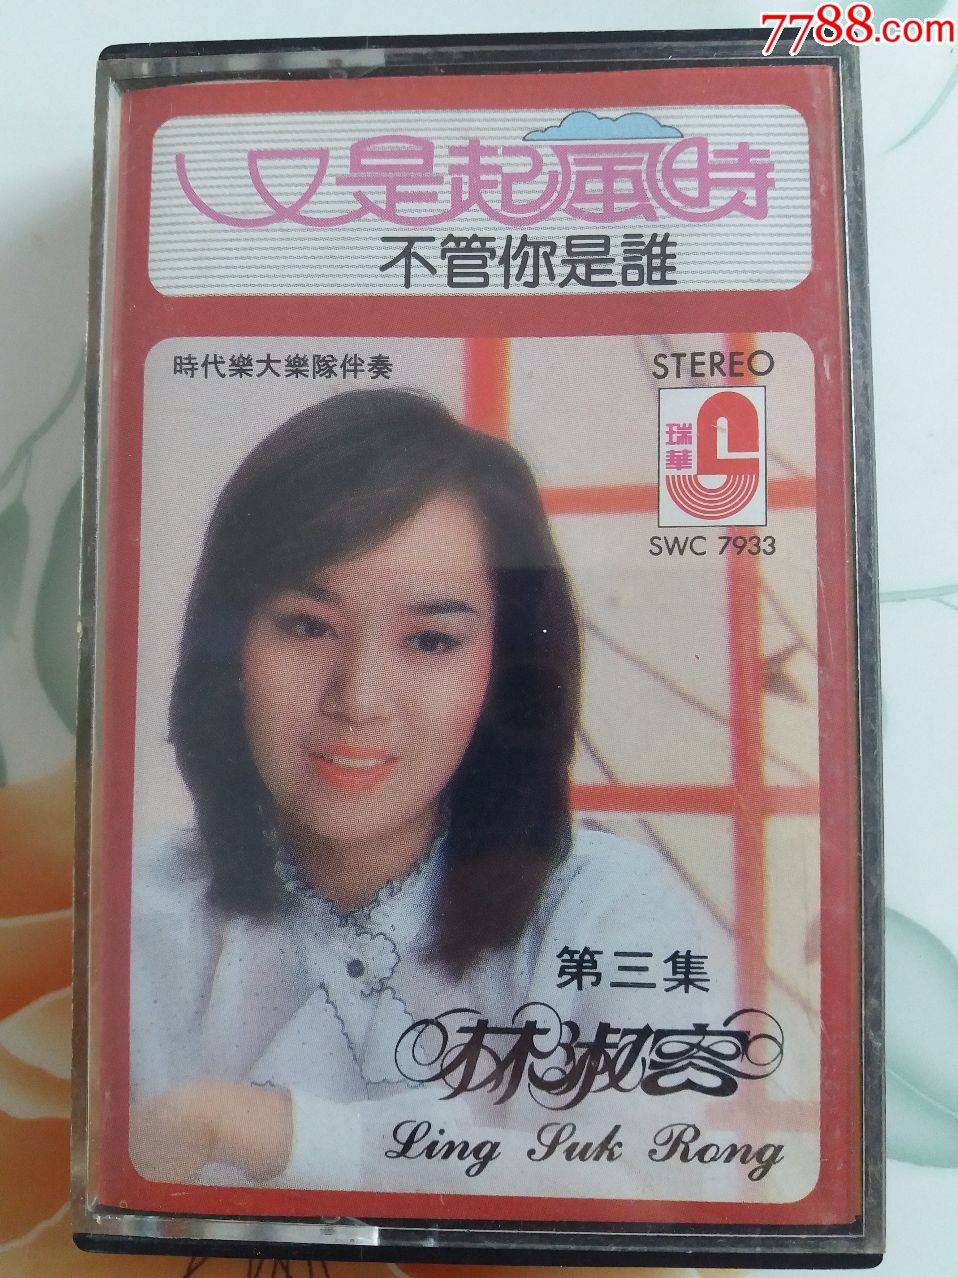 7788.com
又是起風時
不管你是誰
時代樂大樂隊伴奏
STEREO
瑞華
SWC 7933
第三集
林淑容
Ling Suk Rong